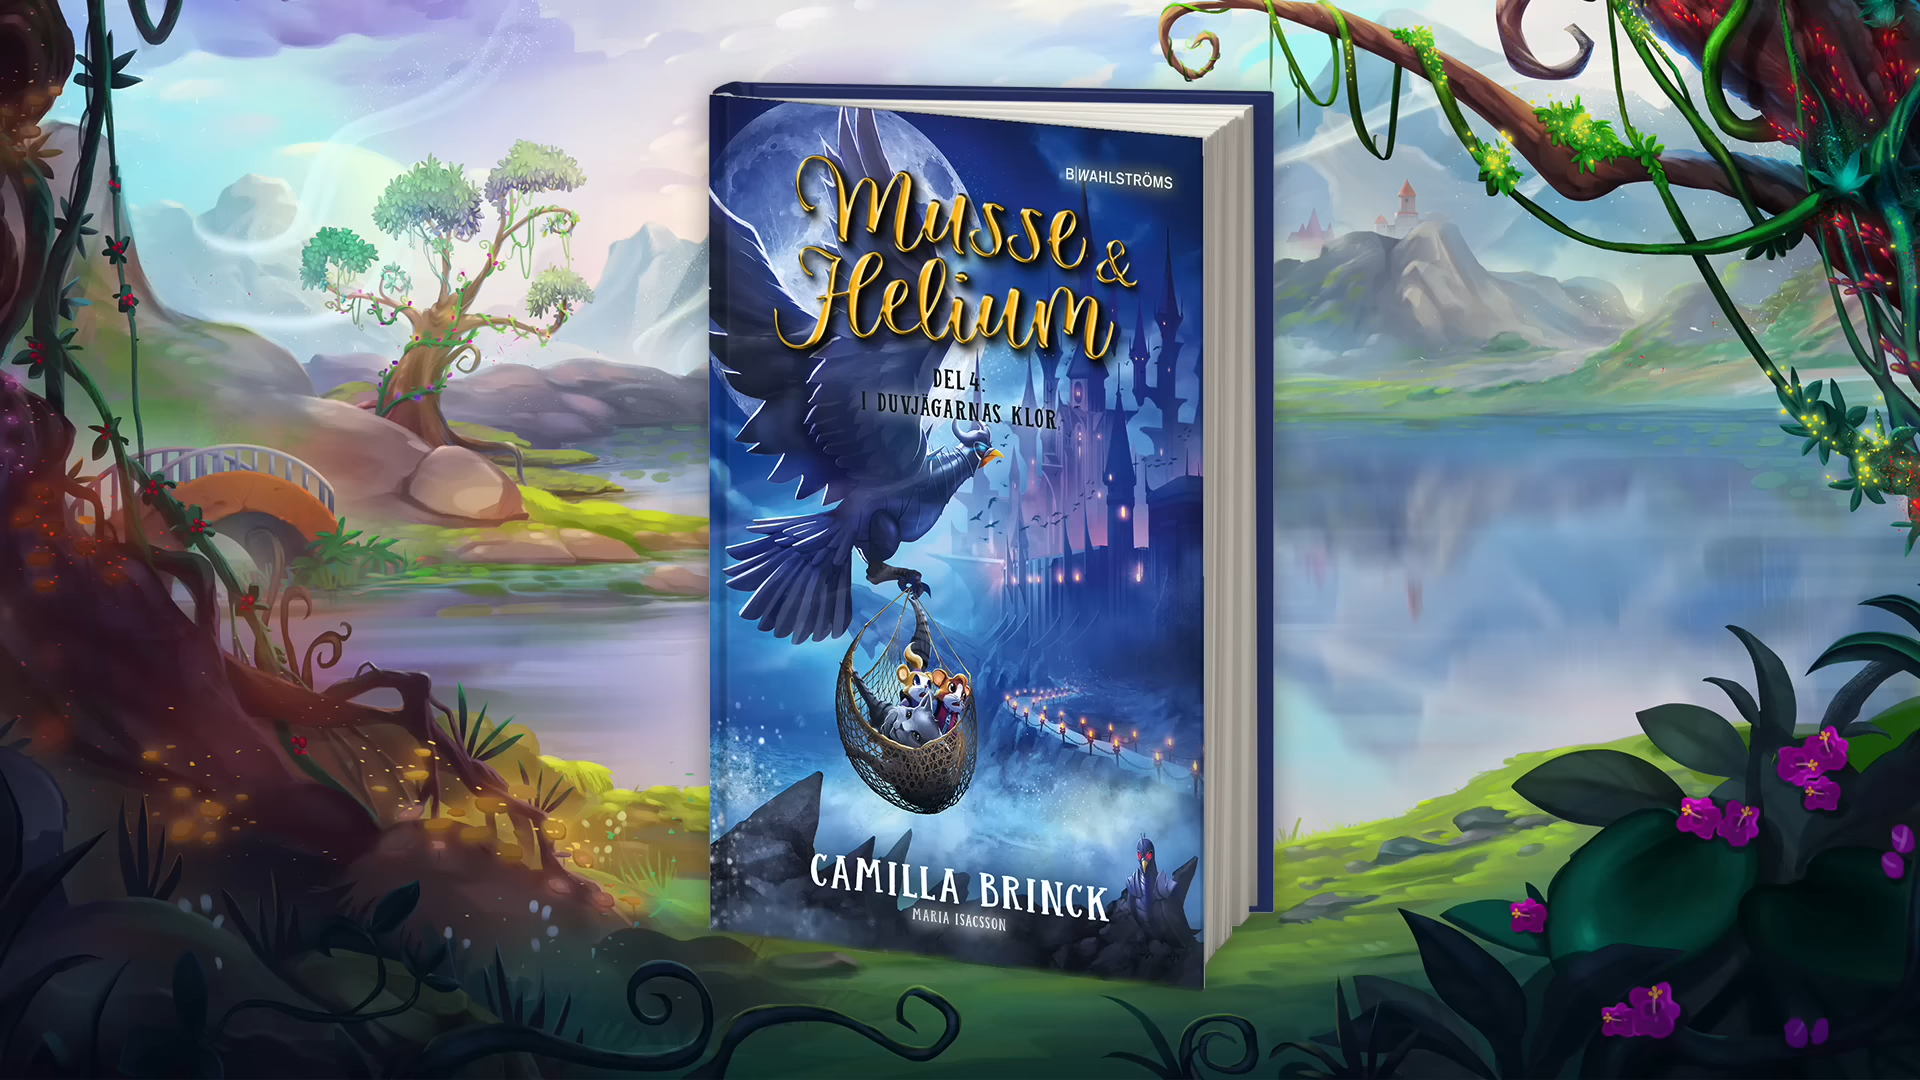 B|WAHLSTRÖMS
Musse &
Helium
DEL 4:
I DUVJÄGARNAS KLOR
CAMILLA BRINCK
MARIA ISACSSON